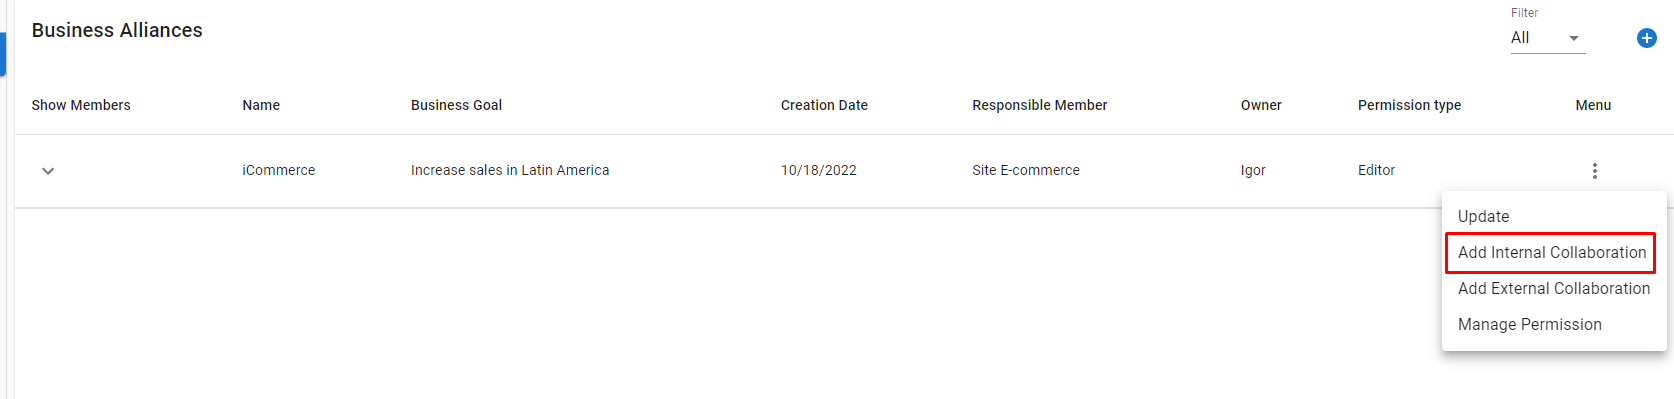 Filter
Business Alliances All
Show Members Name Business Goal Creation Date Responsible Member Owner Permission type Menu
iCommerce Increase sales in Latin America 10/18/2022 Site E-commerce Igor Editor
Update
Add Internal Collaboration
Add External Collaboration
Manage Permission